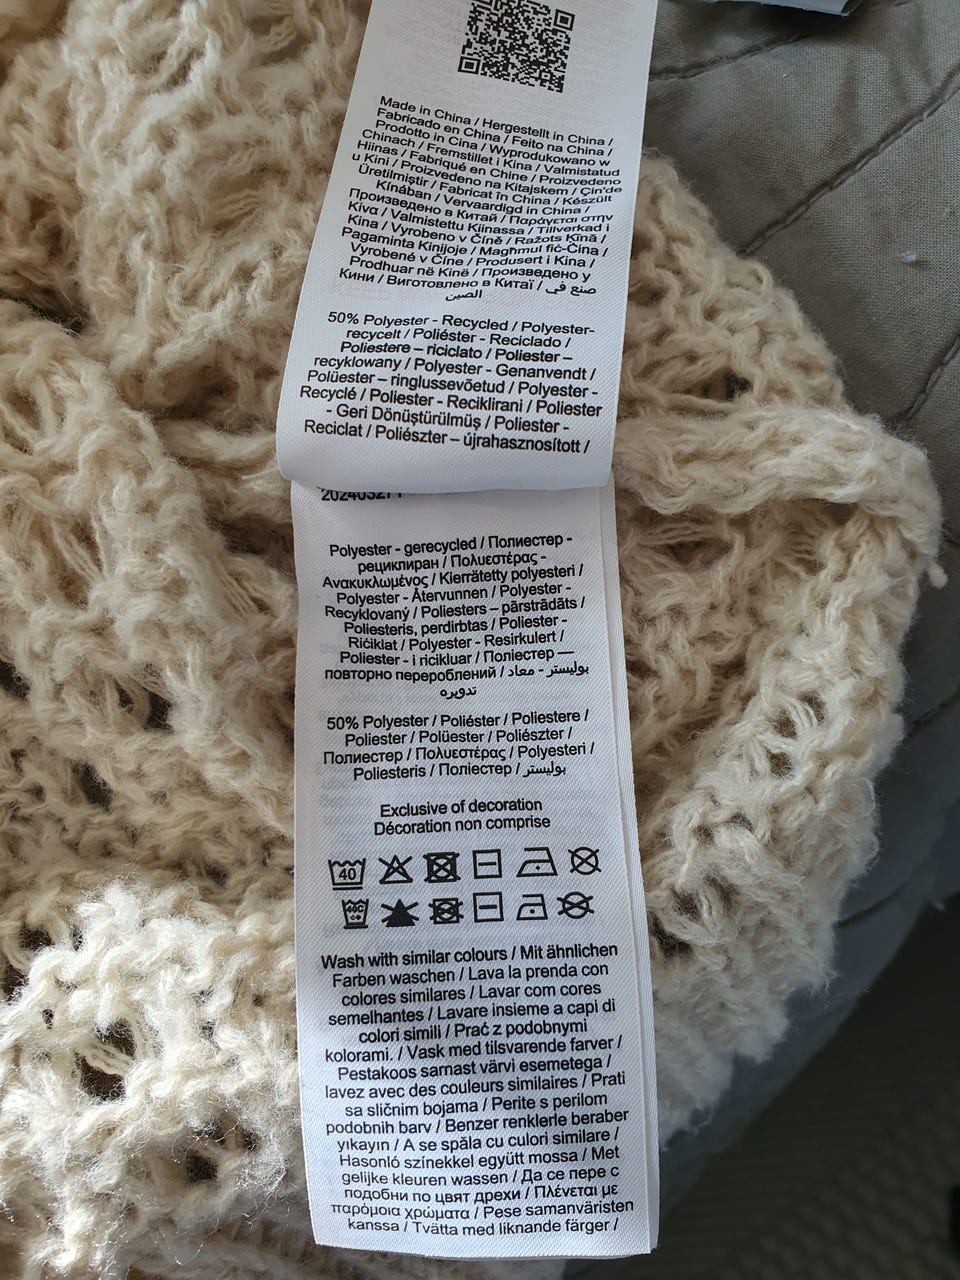 Made in China / Hergestellt in China /
Fabricado en China / Feito na China /
Prodotto in Cina / Wyprodukowano w
Chinach / Fremstillet i Kina / Valmistatud
Hiinas / Fabriqué en Chine / Proizvedeno
u Kini / Proizvedeno na Kitajskem / Çin'de
Üretilmiştir / Fabricat în China / Készült
Kínában / Vervaardigd in China /
Произведено в Китай / Παράγεται στην
Κίνα / Valmistettu Kiinassa / Tillverkad i
Kina / Vyrobeno v Číně / Ražots Ķīnā /
Pagaminta Kinijoje / Magħmul fiċ-Ċina /
Vyrobené v Číne / Produsert i Kina /
Prodhuar në Kinë / Произведено у
Кини / Виготовлено в Китаї / صنع في
الصين
50% Polyester - Recycled / Polyester-
recycelt / Poliéster - Reciclado /
Poliestere – riciclato / Poliester –
recyklowany / Polyester - Genanvendt /
Polüester – ringlussevõetud / Polyester -
Recyclé / Poliester - Reciklirani / Poliester
- Geri Dönüştürülmüş / Poliester -
Reciclat / Poliészter – újrahasznosított /
Polyester - gerecycled / Полиестер -
рециклиран / Πολυεστέρας -
Ανακυκλωμένος / Kierrätetty polyesteri /
Polyester - Återvunnen / Polyester -
Recyklovaný / Poliesters – pārstrādāts /
Poliesteris, perdirbtas / Poliester -
Riċiklat / Polyester - Resirkulert /
Poliester - i ricikluar / Поліестер —
повторно перероблений / بوليستر - معاد
تدويره
50% Polyester / Poliéster / Poliestere /
Poliester / Polüester / Poliészter /
Полиестер / Πολυεστέρας / Polyesteri /
Poliesteris / Поліестер / بوليستر
Exclusive of decoration
Décoration non comprise
40
40C
Wash with similar colours / Mit ähnlichen
Farben waschen / Lava la prenda con
colores similares / Lavar com cores
semelhantes / Lavare insieme a capi di
colori simili / Prać z podobnymi
kolorami. / Vask med tilsvarende farver /
Pestakoos sarnast värvi esemetega /
lavez avec des couleurs similaires / Prati
sa sličnim bojama / Perite s perilom
podobnih barv / Benzer renklerle beraber
yıkayın / A se spăla cu culori similare /
Hasonló színekkel együtt mossa / Met
gelijke kleuren wassen / Да се пере с
подобни по цвят дрехи / Πλένεται με
παρόμοια χρώματα / Pese samanväristen
kanssa / Tvätta med liknande färger /